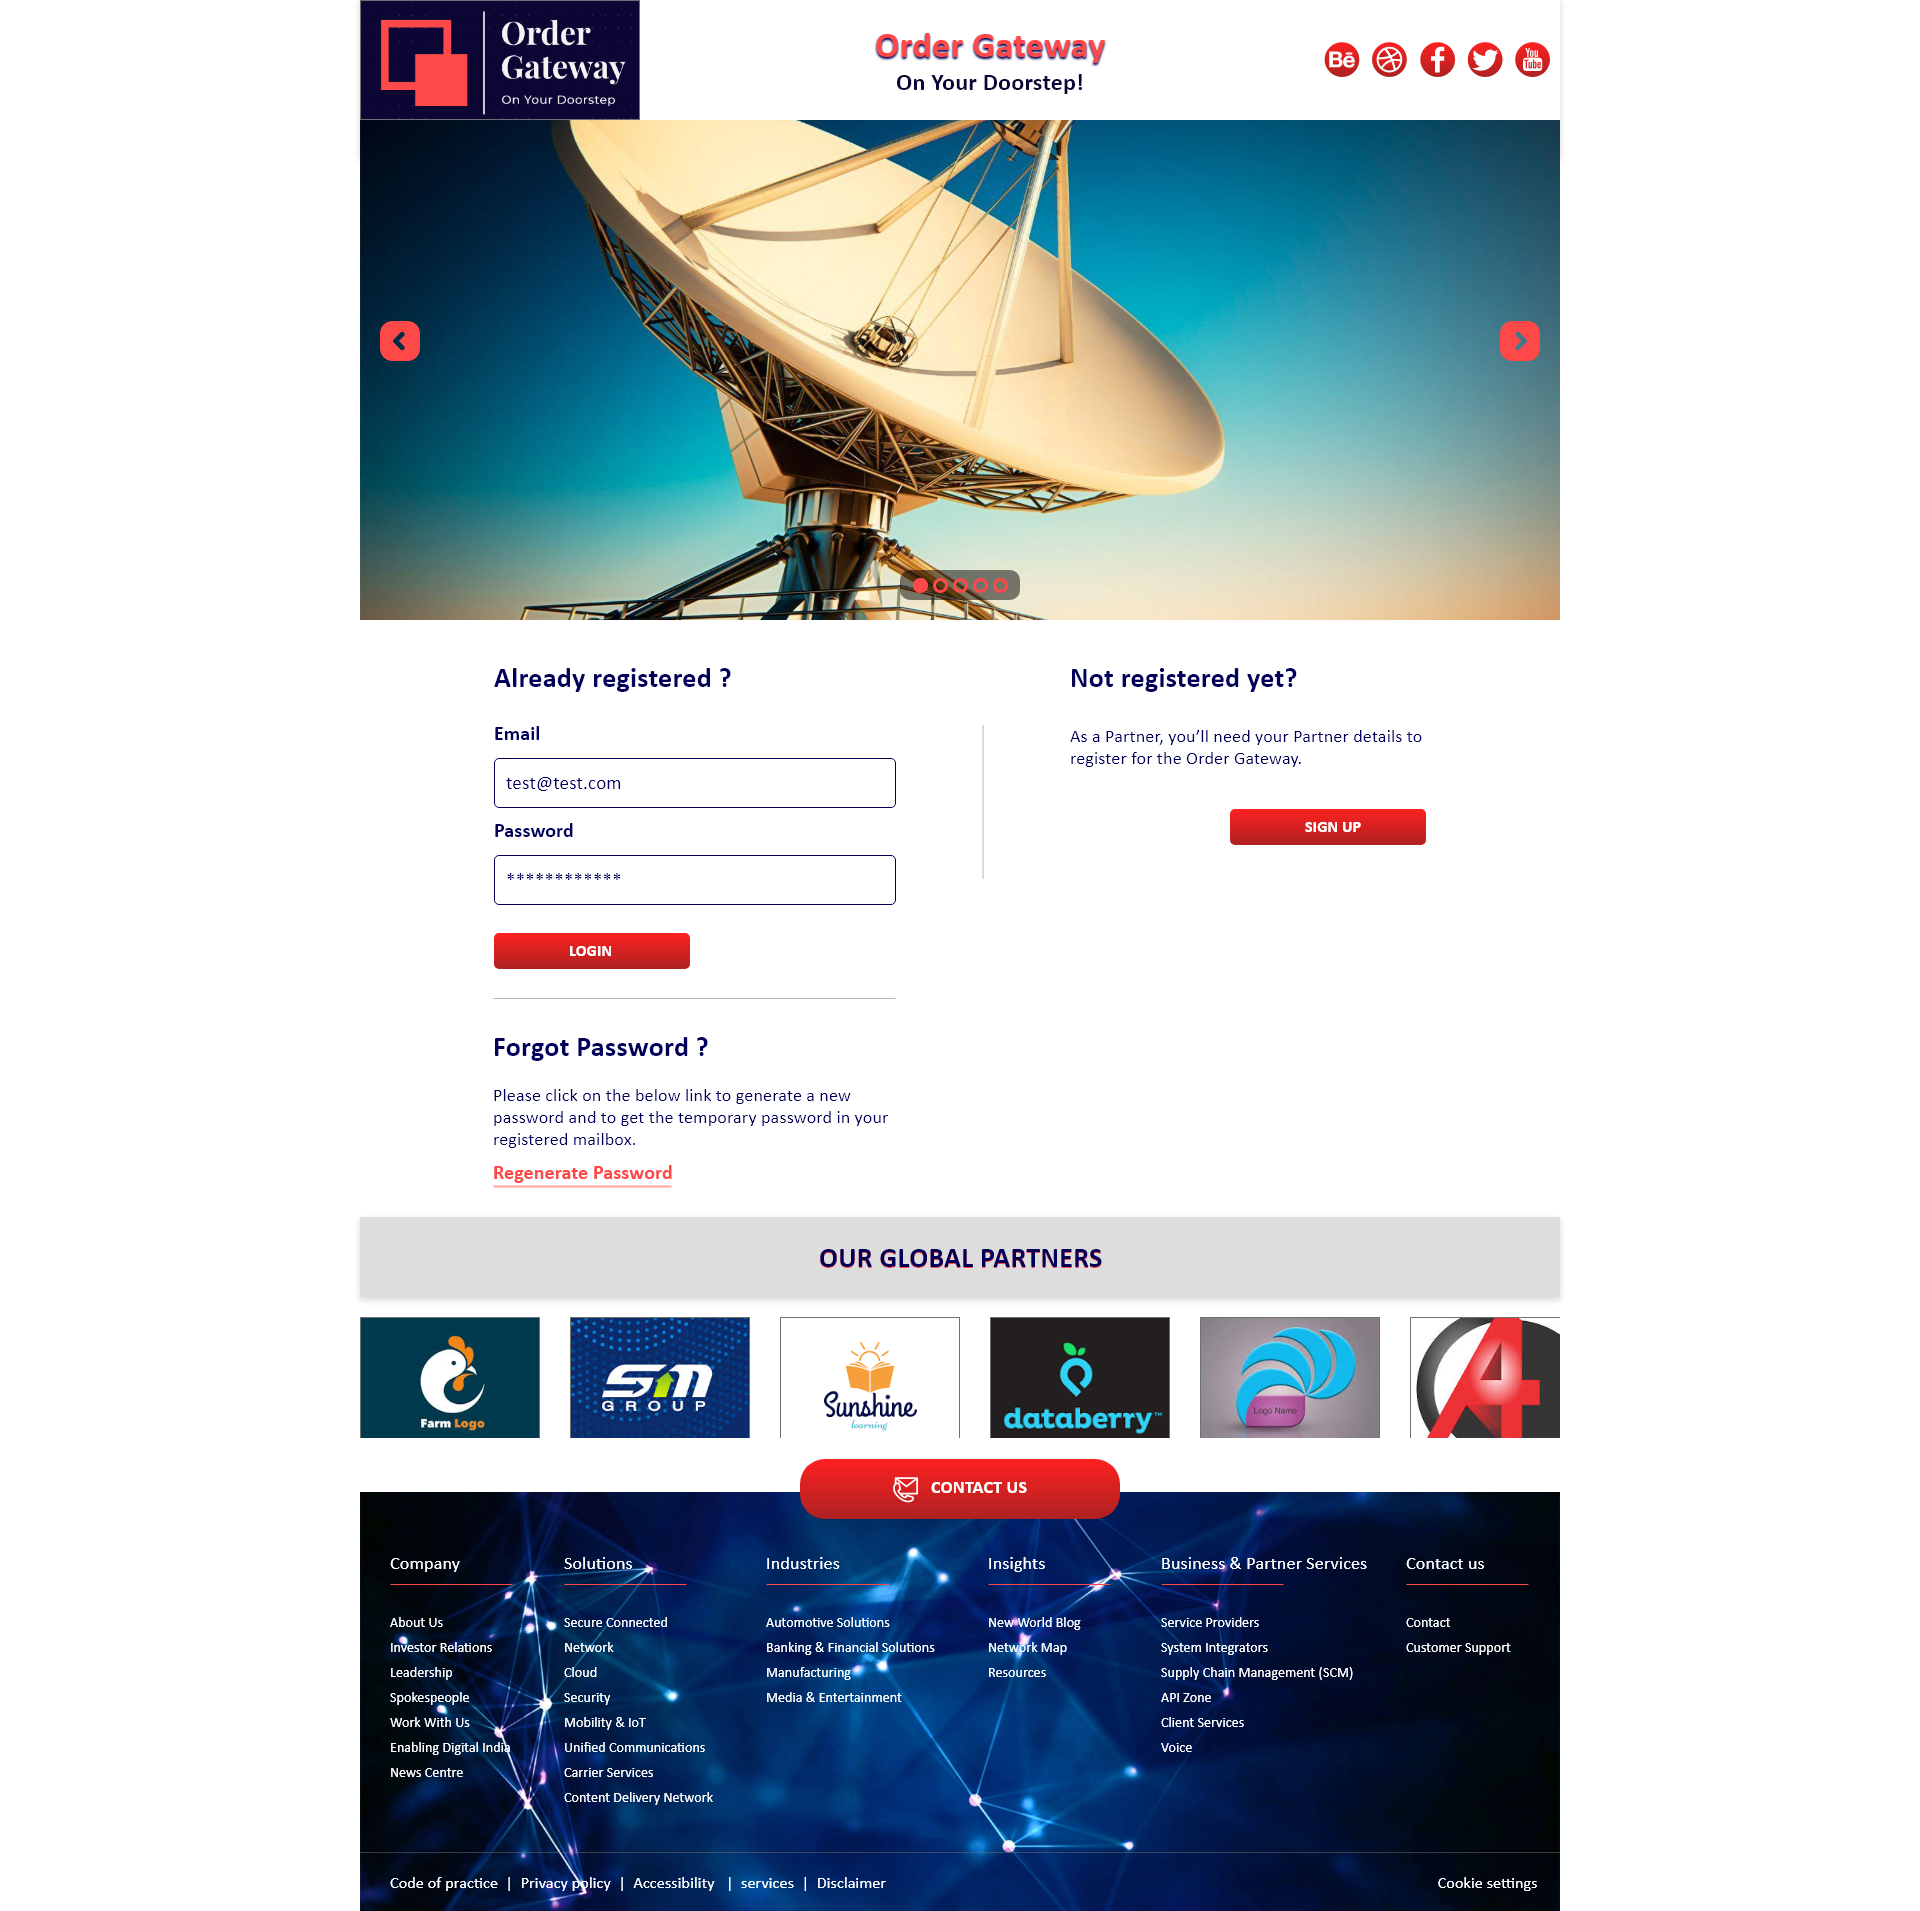 Order
Gateway
On Your Doorstep
Order Gateway
On Your Doorstep!
Bē
You
Tube
Already registered ?
Not registered yet?
Email
As a Partner, you’ll need your Partner details to
register for the Order Gateway.
test@test.com
Password
SIGN UP
************
LOGIN
Forgot Password ?
Please click on the below link to generate a new
password and to get the temporary password in your
registered mailbox.
Regenerate Password
OUR GLOBAL PARTNERS
Farm Logo
SM
GROUP
Sunshine
learning
databerry™
Logo Name
A4
CONTACT US
Company
About Us
Investor Relations
Leadership
Spokespeople
Work With Us
Enabling Digital India
News Centre
Solutions
Secure Connected
Network
Cloud
Security
Mobility & IoT
Unified Communications
Carrier Services
Content Delivery Network
Industries
Automotive Solutions
Banking & Financial Solutions
Manufacturing
Media & Entertainment
Insights
New World Blog
Network Map
Resources
Business & Partner Services
Service Providers
System Integrators
Supply Chain Management (SCM)
API Zone
Client Services
Voice
Contact us
Contact
Customer Support
Code of practice | Privacy policy | Accessibility | services | Disclaimer
Cookie settings